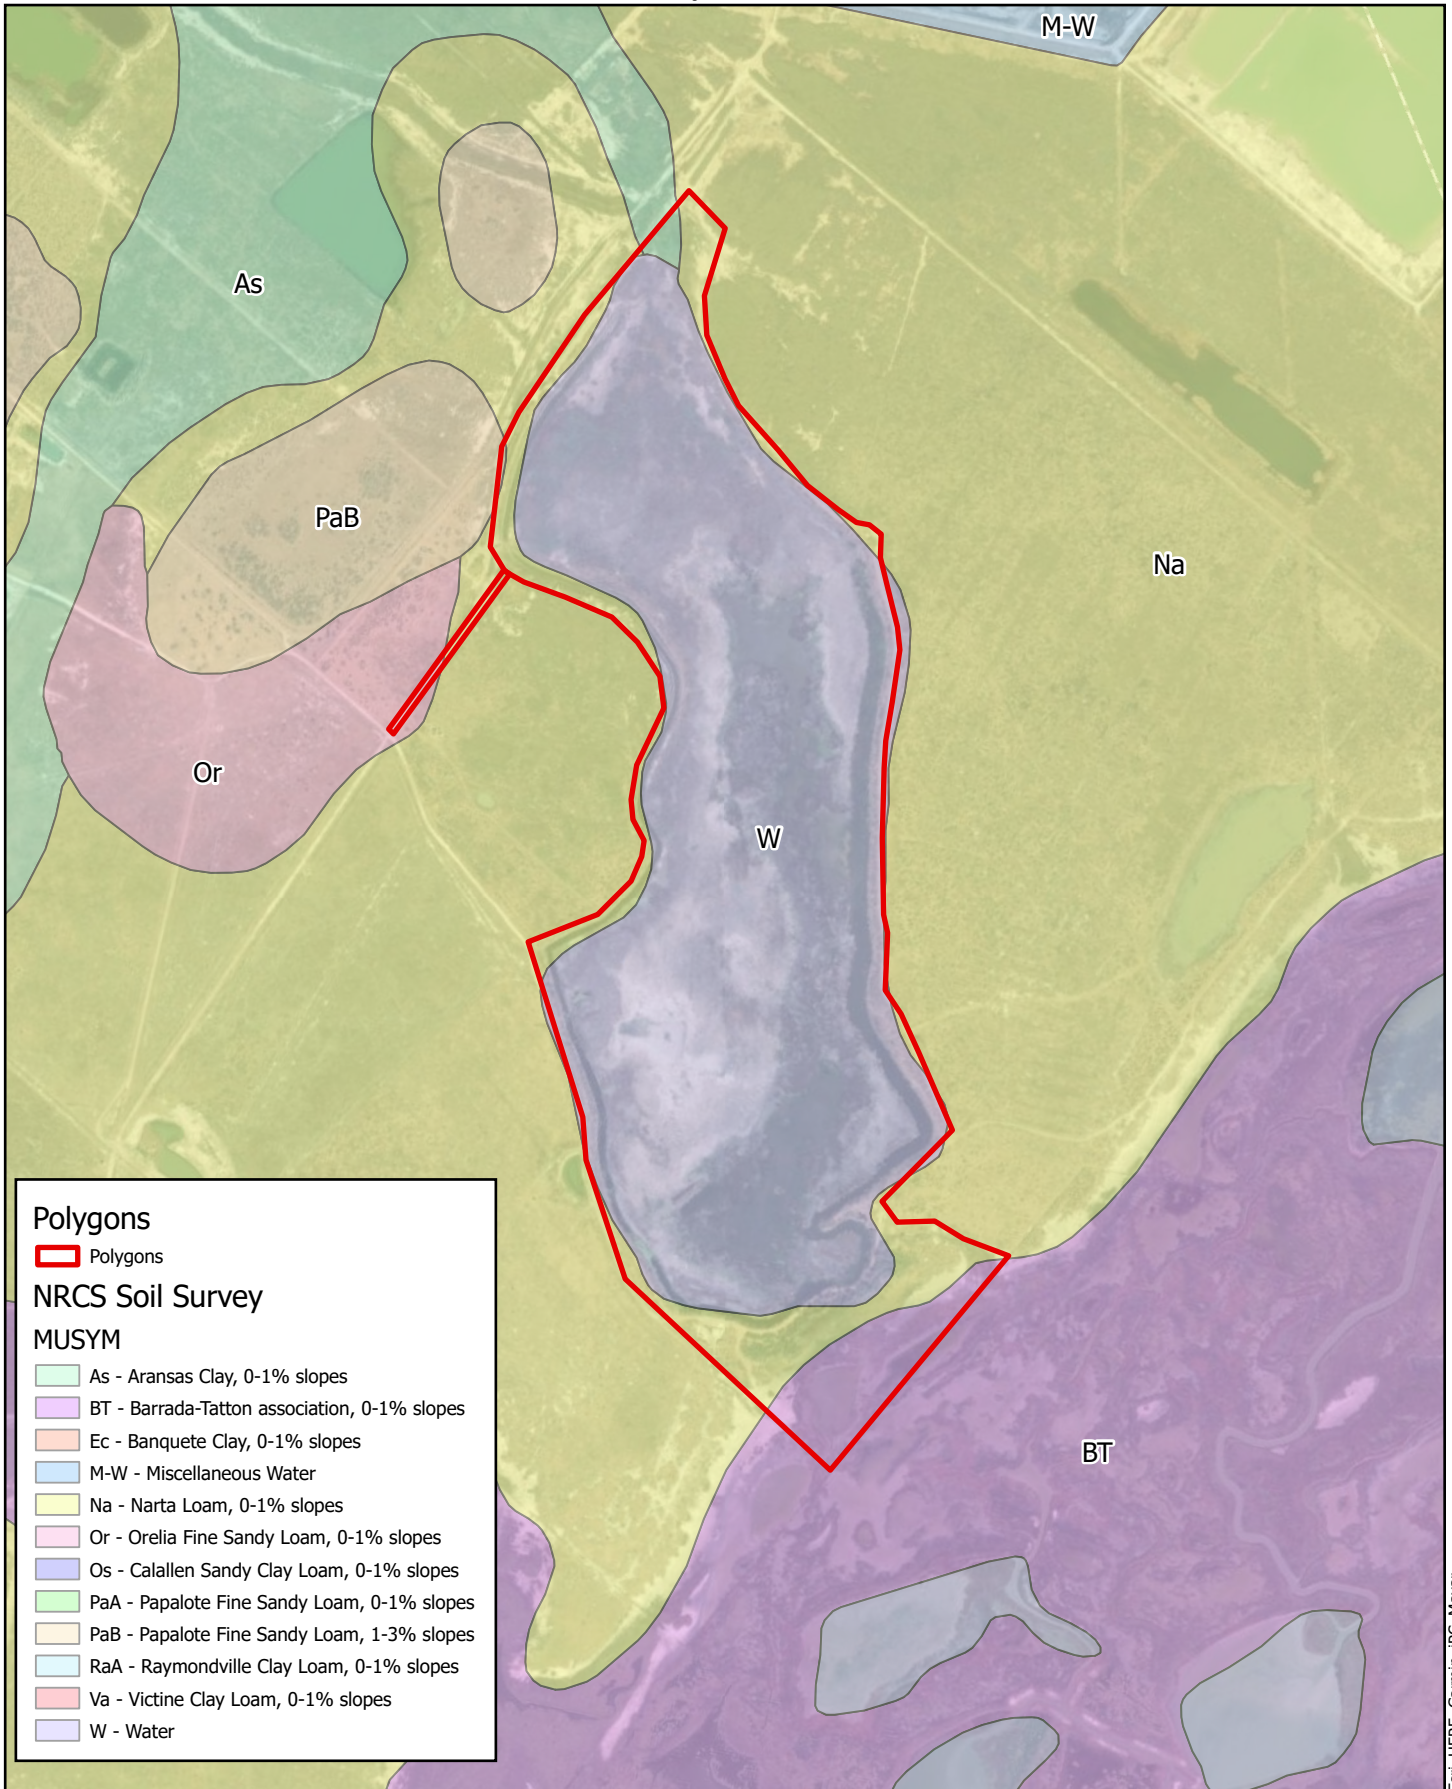 M-W
As
PaB
Na
Or
W
BT
Polygons
Polygons
NRCS Soil Survey
MUSYM
As - Aransas Clay, 0-1% slopes
BT - Barrada-Tatton association, 0-1% slopes
Ec - Banquete Clay, 0-1% slopes
M-W - Miscellaneous Water
Na - Narta Loam, 0-1% slopes
Or - Orelia Fine Sandy Loam, 0-1% slopes
Os - Calallen Sandy Clay Loam, 0-1% slopes
PaA - Papalote Fine Sandy Loam, 0-1% slopes
PaB - Papalote Fine Sandy Loam, 1-3% slopes
RaA - Raymondville Clay Loam, 0-1% slopes
Va - Victine Clay Loam, 0-1% slopes
W - Water